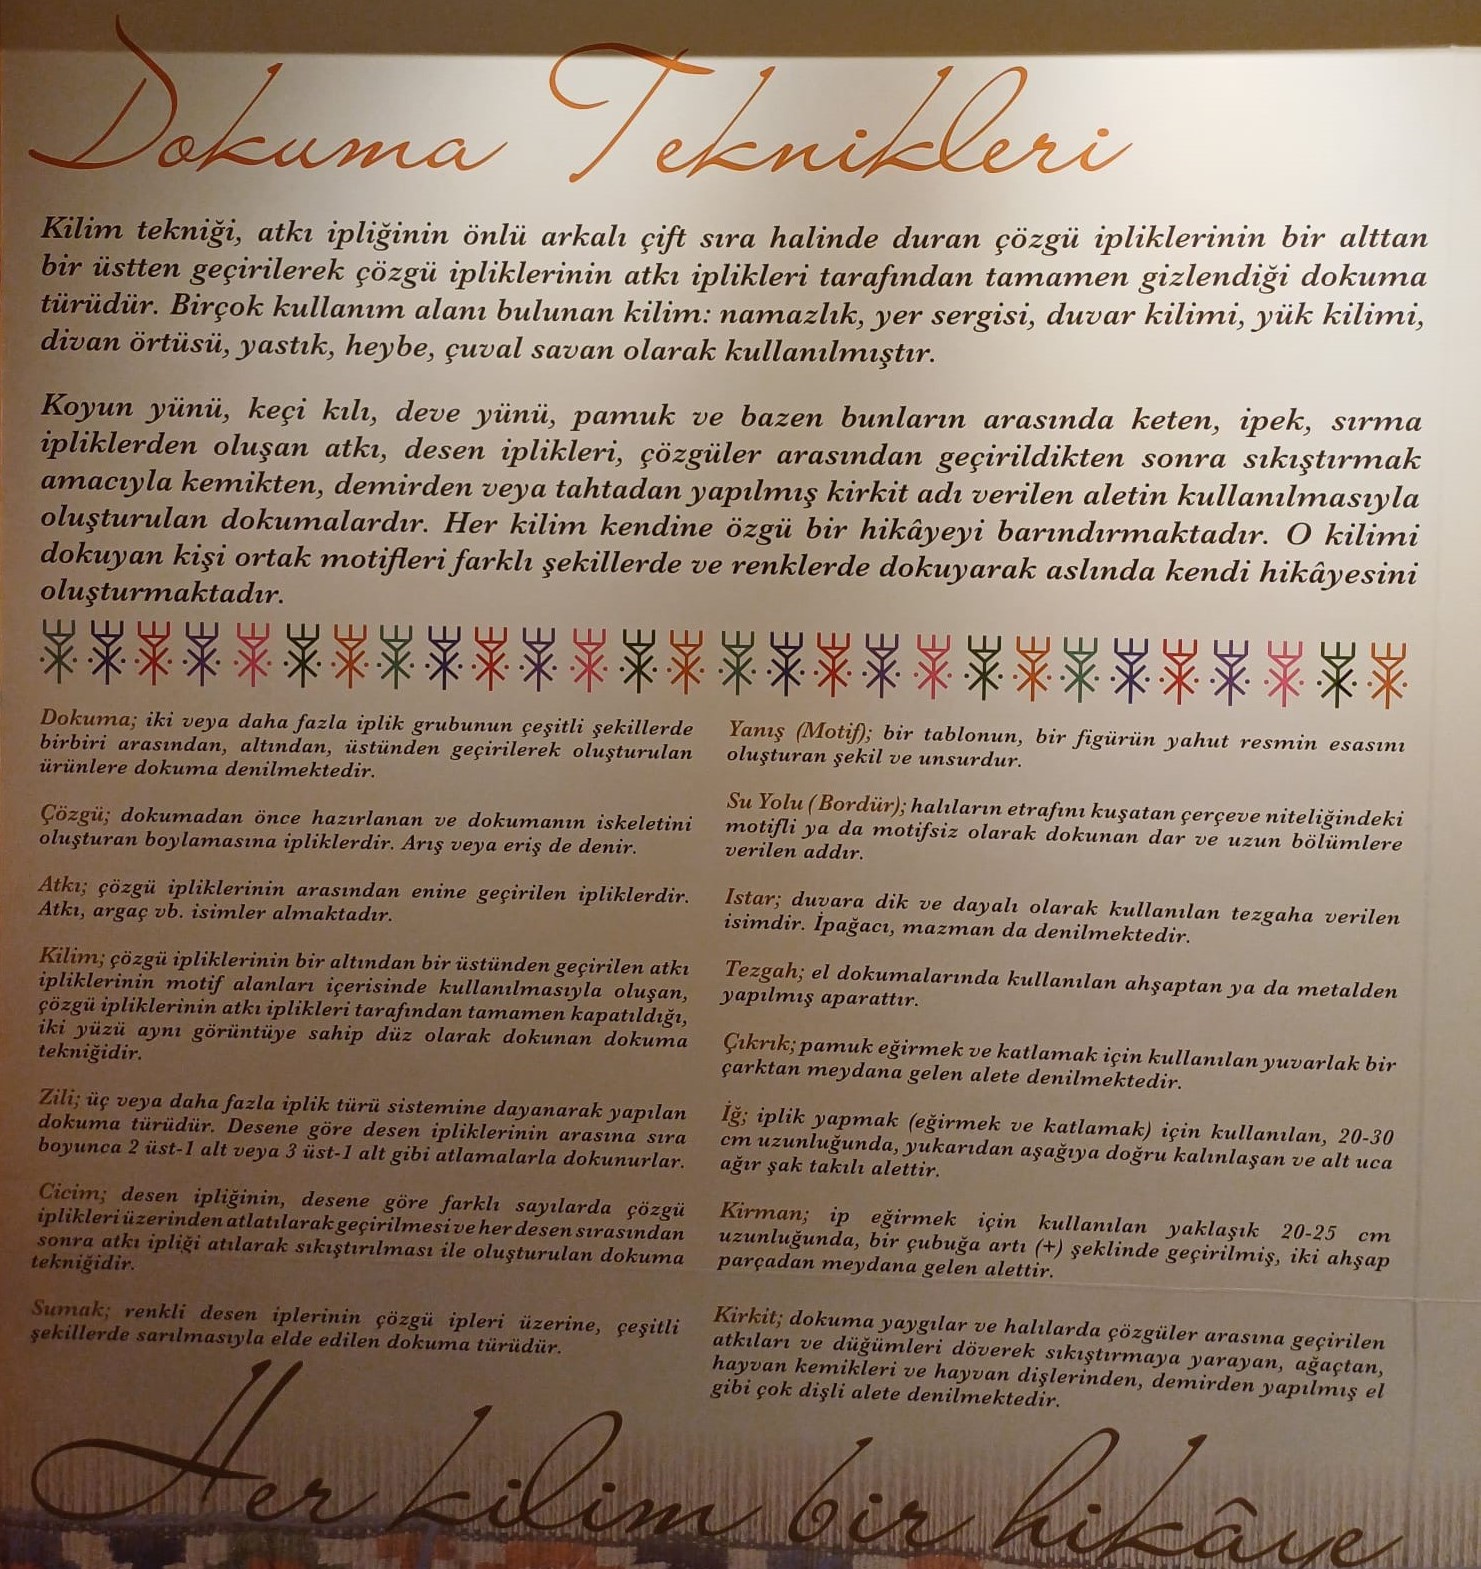 Dokuma Teknikleri
Kilim tekniği, atkı ipliğinin önlü arkalı çift sıra halinde duran çözgü ipliklerinin bir alttan
bir üstten geçirilerek çözgü ipliklerinin atkı iplikleri tarafından tamamen gizlendiği dokuma
türüdür. Birçok kullanım alanı bulunan kilim: namazlık, yer sergisi, duvar kilimi, yük kilimi,
divan örtüsü, yastık, heybe, çuval savan olarak kullanılmıştır.
Koyun yünü, keçi kılı, deve yünü, pamuk ve bazen bunların arasında keten, ipek, sırma
ipliklerden oluşan atkı, desen iplikleri, çözgüler arasından geçirildikten sonra sıkıştırmak
amacıyla kemikten, demirden veya tahtadan yapılmış kirkit adı verilen aletin kullanılmasıyla
oluşturulan dokumalardır. Her kilim kendine özgü bir hikâyeyi barındırmaktadır. O kilimi
dokuyan kişi ortak motifleri farklı şekillerde ve renklerde dokuyarak aslında kendi hikâyesini
oluşturmaktadır.
Dokuma; iki veya daha fazla iplik grubunun çeşitli şekillerde
birbiri arasından, altından, üstünden geçirilerek oluşturulan
ürünlere dokuma denilmektedir.
Çözgü; dokumadan önce hazırlanan ve dokumanın iskeletini
oluşturan boylamasına ipliklerdir. Arış veya eriş de denir.
Atkı; çözgü ipliklerinin arasından enine geçirilen ipliklerdir.
Atkı, argaç vb. isimler almaktadır.
Kilim; çözgü ipliklerinin bir altından bir üstünden geçirilen atkı
ipliklerinin motif alanları içerisinde kullanılmasıyla oluşan,
çözgü ipliklerinin atkı iplikleri tarafından tamamen kapatıldığı,
iki yüzü aynı görüntüye sahip düz olarak dokunan dokuma
tekniğidir.
Zili; üç veya daha fazla iplik türü sistemine dayanarak yapılan
dokuma türüdür. Desene göre desen ipliklerinin arasına sıra
boyunca 2 üst-1 alt veya 3 üst-1 alt gibi atlamalarla dokunurlar.
Cicim; desen ipliğinin, desene göre farklı sayılarda çözgü
iplikleri üzerinden atlatılarak geçirilmesi ve her desen sırasından
sonra atkı ipliği atılarak sıkıştırılması ile oluşturulan dokuma
tekniğidir.
Sumak; renkli desen iplerinin çözgü ipleri üzerine, çeşitli
şekillerde sarılmasıyla elde edilen dokuma türüdür.
Yanış (Motif); bir tablonun, bir figürün yahut resmin esasını
oluşturan şekil ve unsurdur.
Su Yolu (Bordür); halıların etrafını kuşatan çerçeve niteliğindeki
motifli ya da motifsiz olarak dokunan dar ve uzun bölümlere
verilen addır.
Istar; duvara dik ve dayalı olarak kullanılan tezgaha verilen
isimdir. İpağacı, mazman da denilmektedir.
Tezgah; el dokumalarında kullanılan ahşaptan ya da metalden
yapılmış aparattır.
Çıkrık; pamuk eğirmek ve katlamak için kullanılan yuvarlak bir
çarktan meydana gelen alete denilmektedir.
İğ; iplik yapmak (eğirmek ve katlamak) için kullanılan, 20-30
cm uzunluğunda, yukarıdan aşağıya doğru kalınlaşan ve alt uca
ağır şak takılı alettir.
Kirman; ip eğirmek için kullanılan yaklaşık 20-25 cm
uzunluğunda, bir çubuğa artı (+) şeklinde geçirilmiş, iki ahşap
parçadan meydana gelen alettir.
Kirkit; dokuma yaygılar ve halılarda çözgüler arasına geçirilen
atkıları ve düğümleri döverek sıkıştırmaya yarayan, ağaçtan,
hayvan kemikleri ve hayvan dişlerinden, demirden yapılmış el
gibi çok dişli alete denilmektedir.
Her kilim bir hikâye